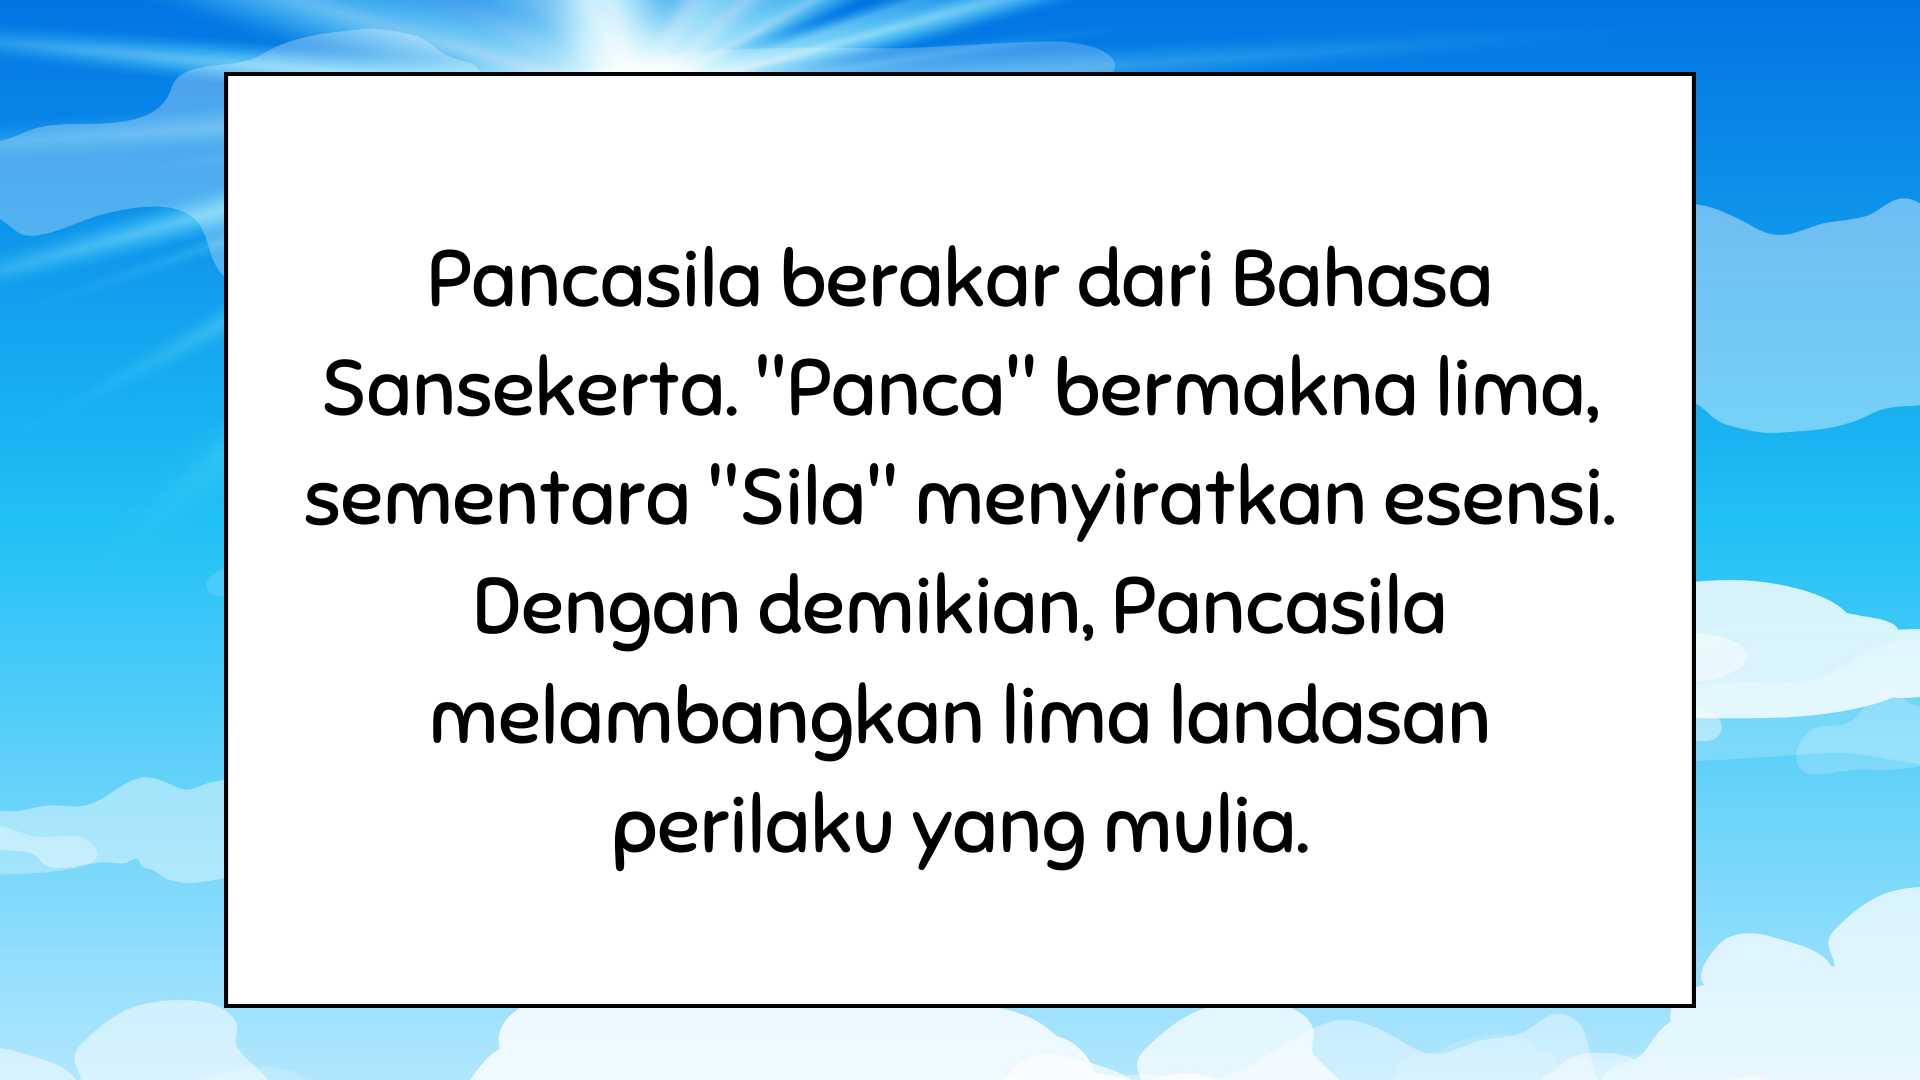 Pancasila berakar dari Bahasa
Sansekerta. "Panca" bermakna lima,
sementara "Sila" menyiratkan esensi.
Dengan demikian, Pancasila
melambangkan lima landasan
perilaku yang mulia.